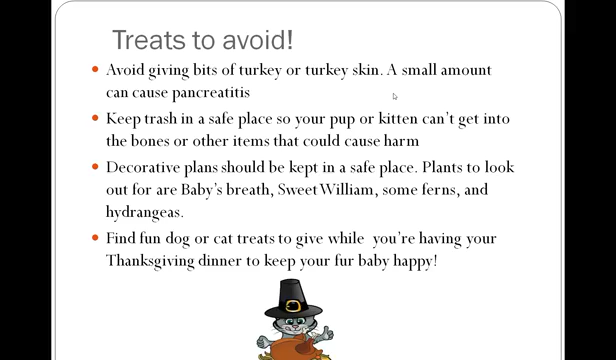 Treats to avoid!
• Avoid giving bits of turkey or turkey skin. A small amount
can cause pancreatitis
• Keep trash in a safe place so your pup or kitten can't get into
the bones or other items that could cause harm
• Decorative plans should be kept in a safe place. Plants to look
out for are Baby's breath, Sweet William, some ferns, and
hydrangeas.
• Find fun dog or cat treats to give while you're having your
Thanksgiving dinner to keep your fur baby happy!